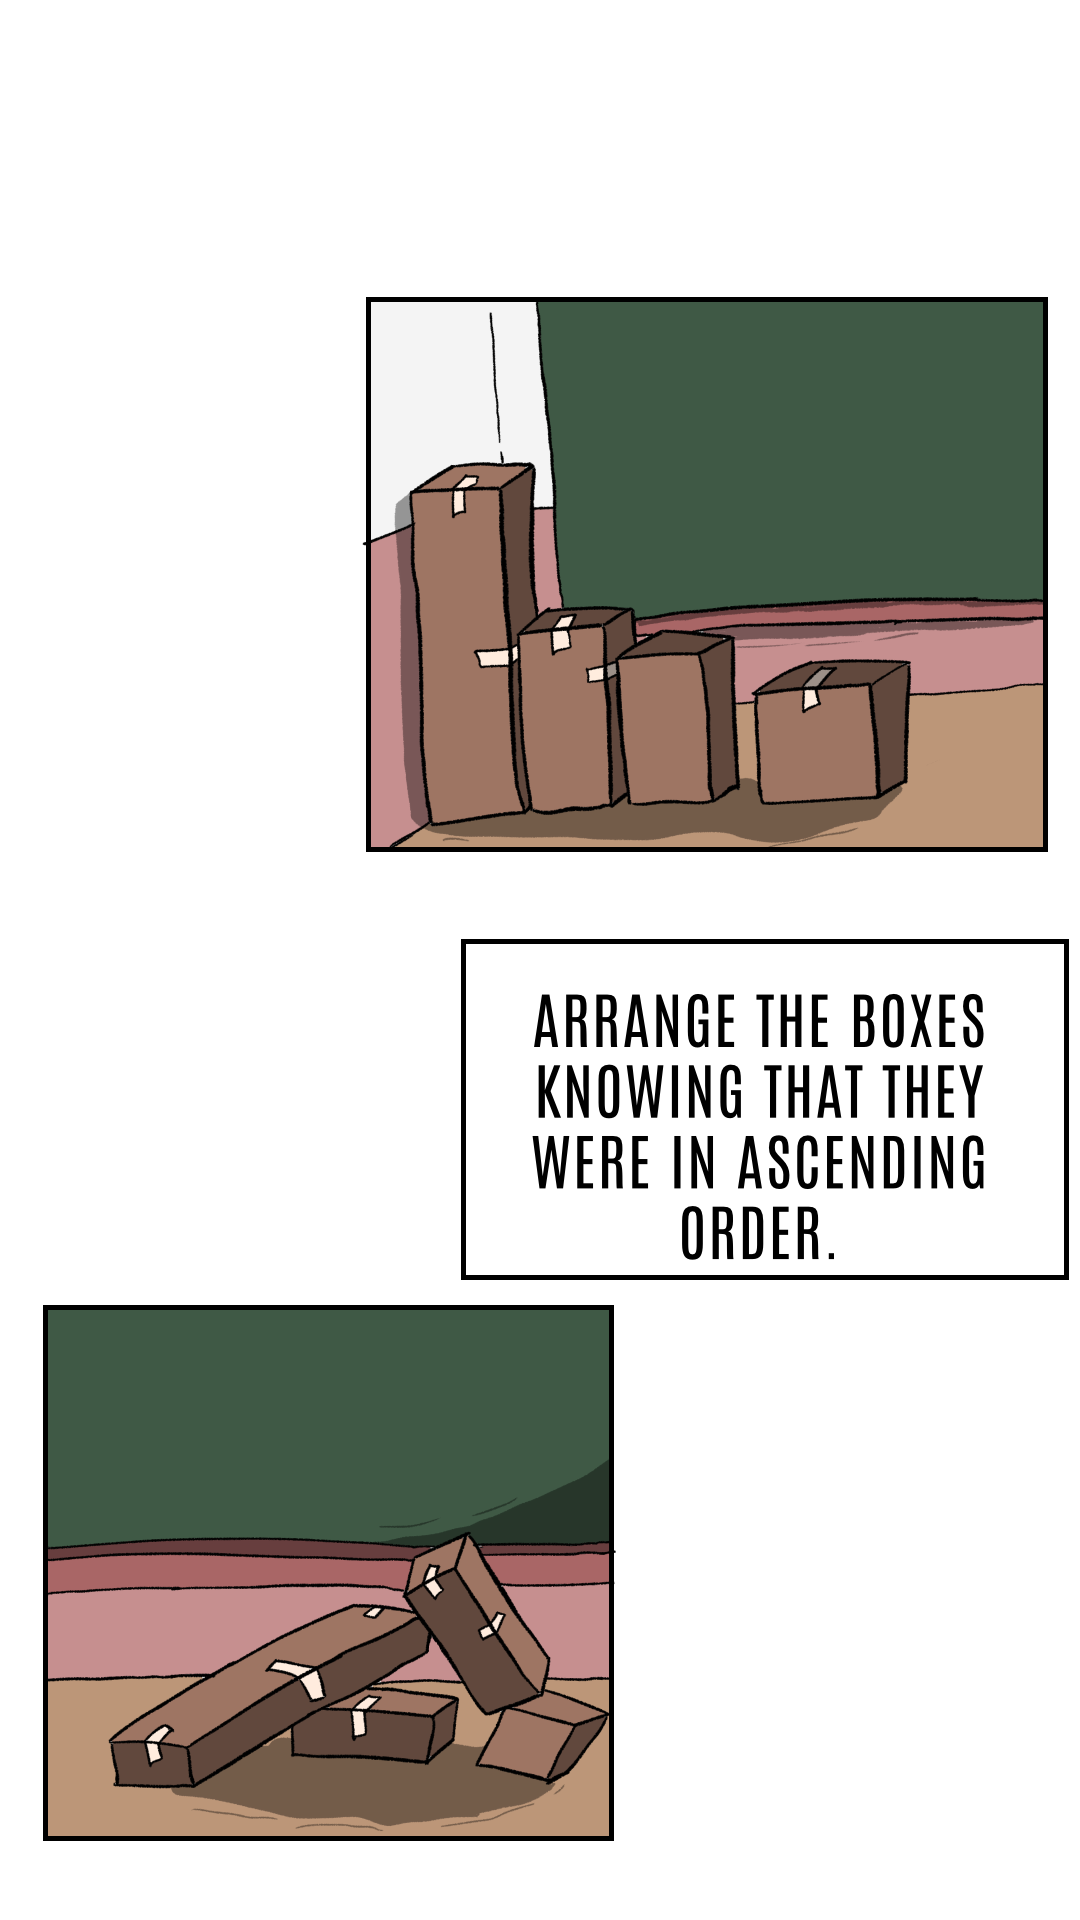 ARRANGE THE BOXES
KNOWING THAT THEY
WERE IN ASCENDING
ORDER.